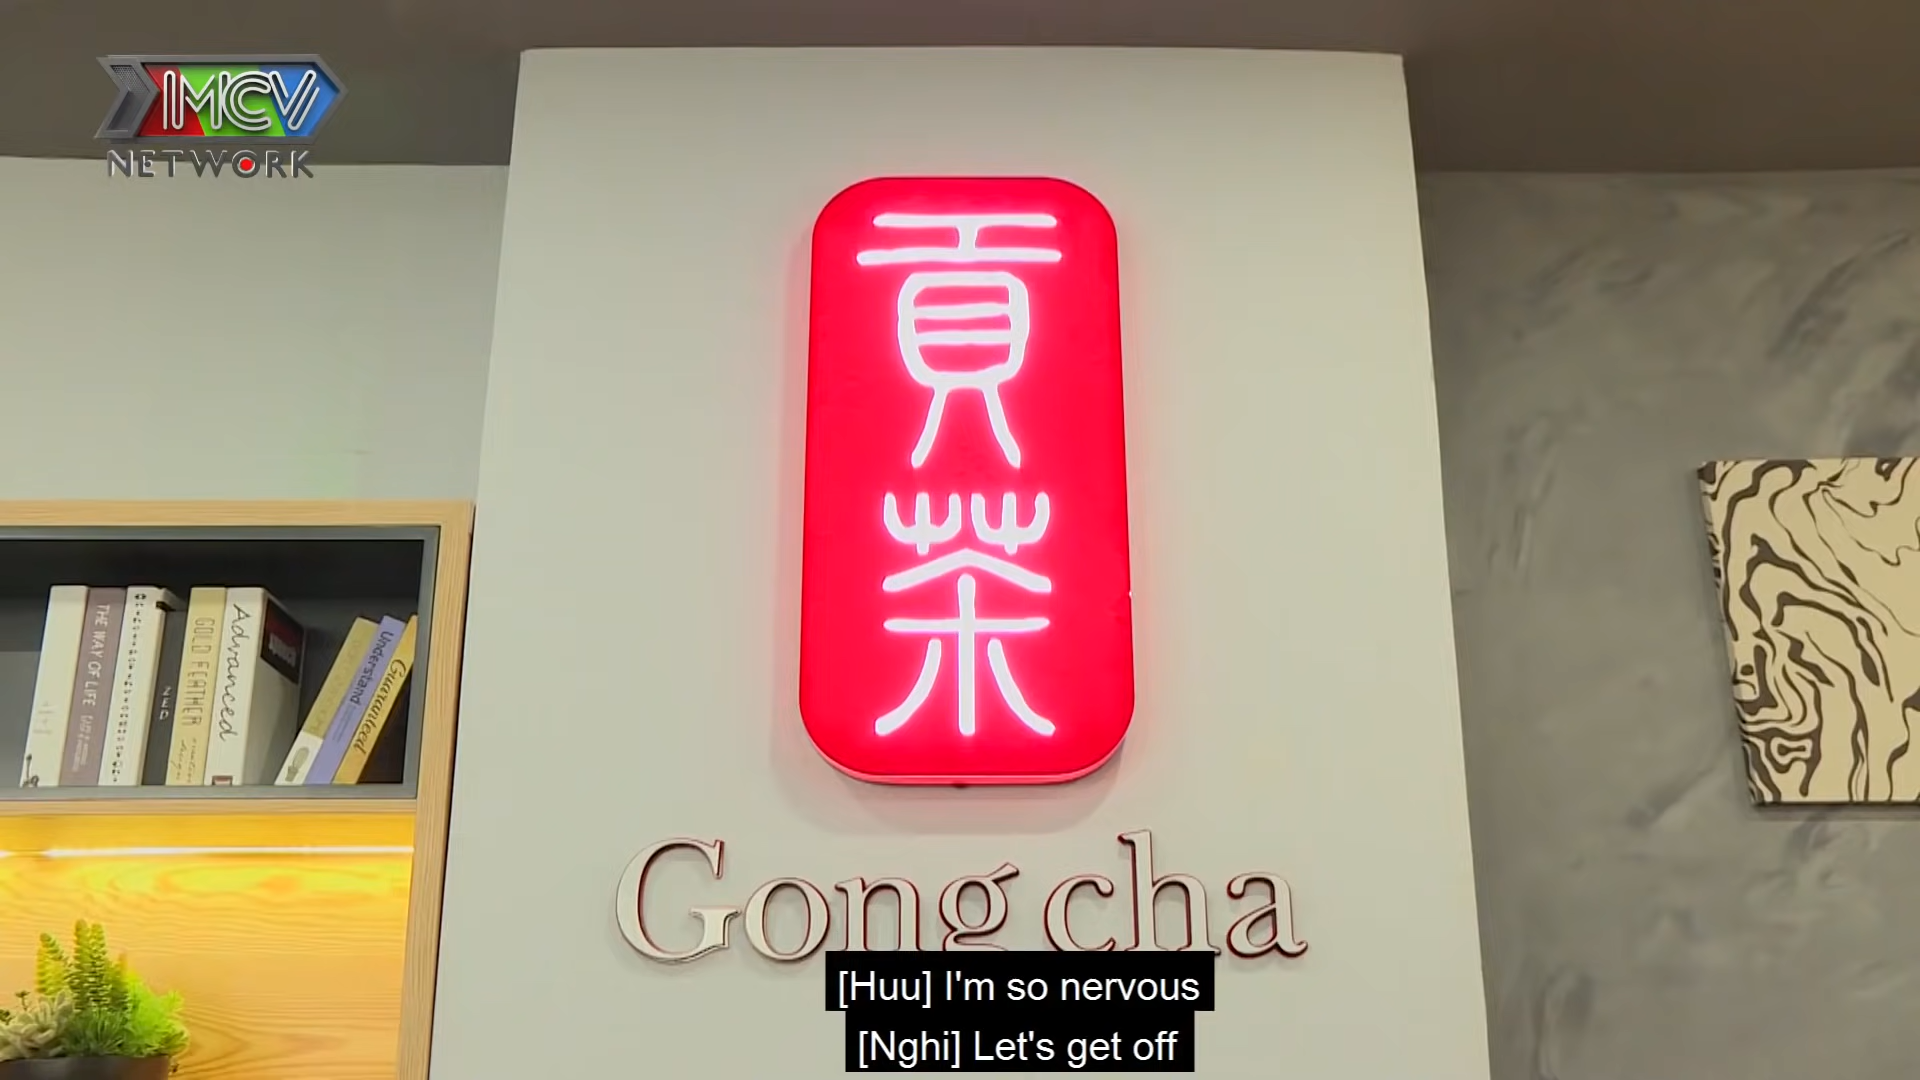 MCV
NETWORK
貢茶
Gong cha
THE WAY OF LIFE
ZED
GOLD FEATHER
Advanced
Understand
Guaranteed
[Huu] I'm so nervous
[Nghi] Let's get off